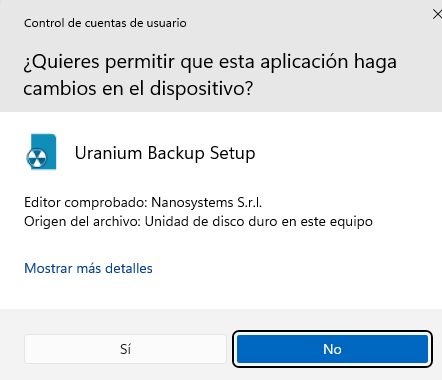 Control de cuentas de usuario
¿Quieres permitir que esta aplicación haga
cambios en el dispositivo?
Uranium Backup Setup
Editor comprobado: Nanosystems S.r.l.
Origen del archivo: Unidad de disco duro en este equipo
Mostrar más detalles
Sí
No